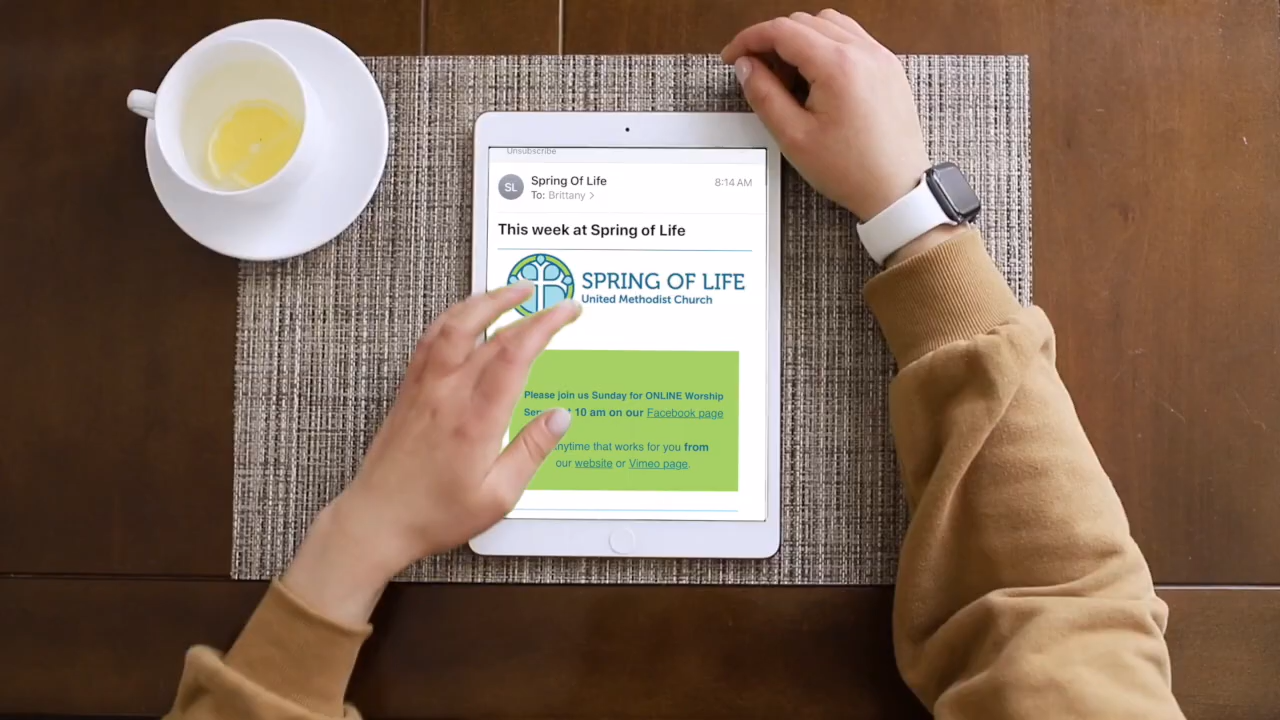 Unsubscribe
SL
Spring Of Life
8:14 AM
To: Brittany >
This week at Spring of Life
SPRING OF LIFE
United Methodist Church
Please join us Sunday for ONLINE Worship
10 am on our Facebook page
that works for you from
our website or Vimeo page.